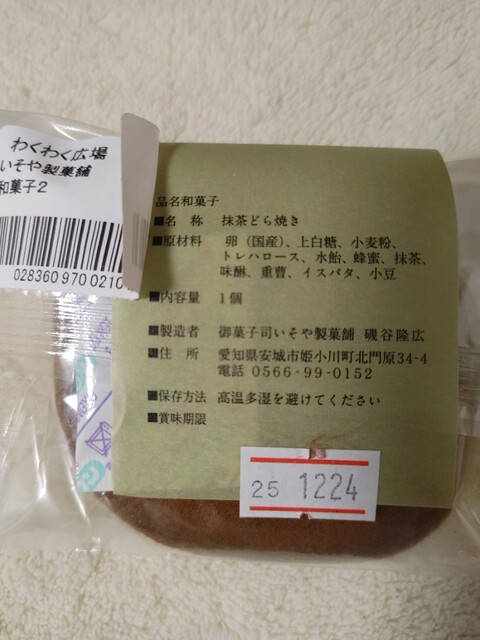 わくわく広場
いそや製菓舗
和菓子2
028360 970 0210
品名和菓子
■名　称　抹茶どら焼き
■原材料　卵（国産）、上白糖、小麦粉、
トレハロース、水飴、蜂蜜、抹茶、
味醂、重曹、イスパタ、小豆
■内容量　1個
■製造者　御菓子司いそや製菓舗　磯谷隆広
■住　所　愛知県安城市姫小川町北門原34-4
電話 0566-99-0152
■保存方法　高温多湿を避けてください
■賞味期限
25 1224